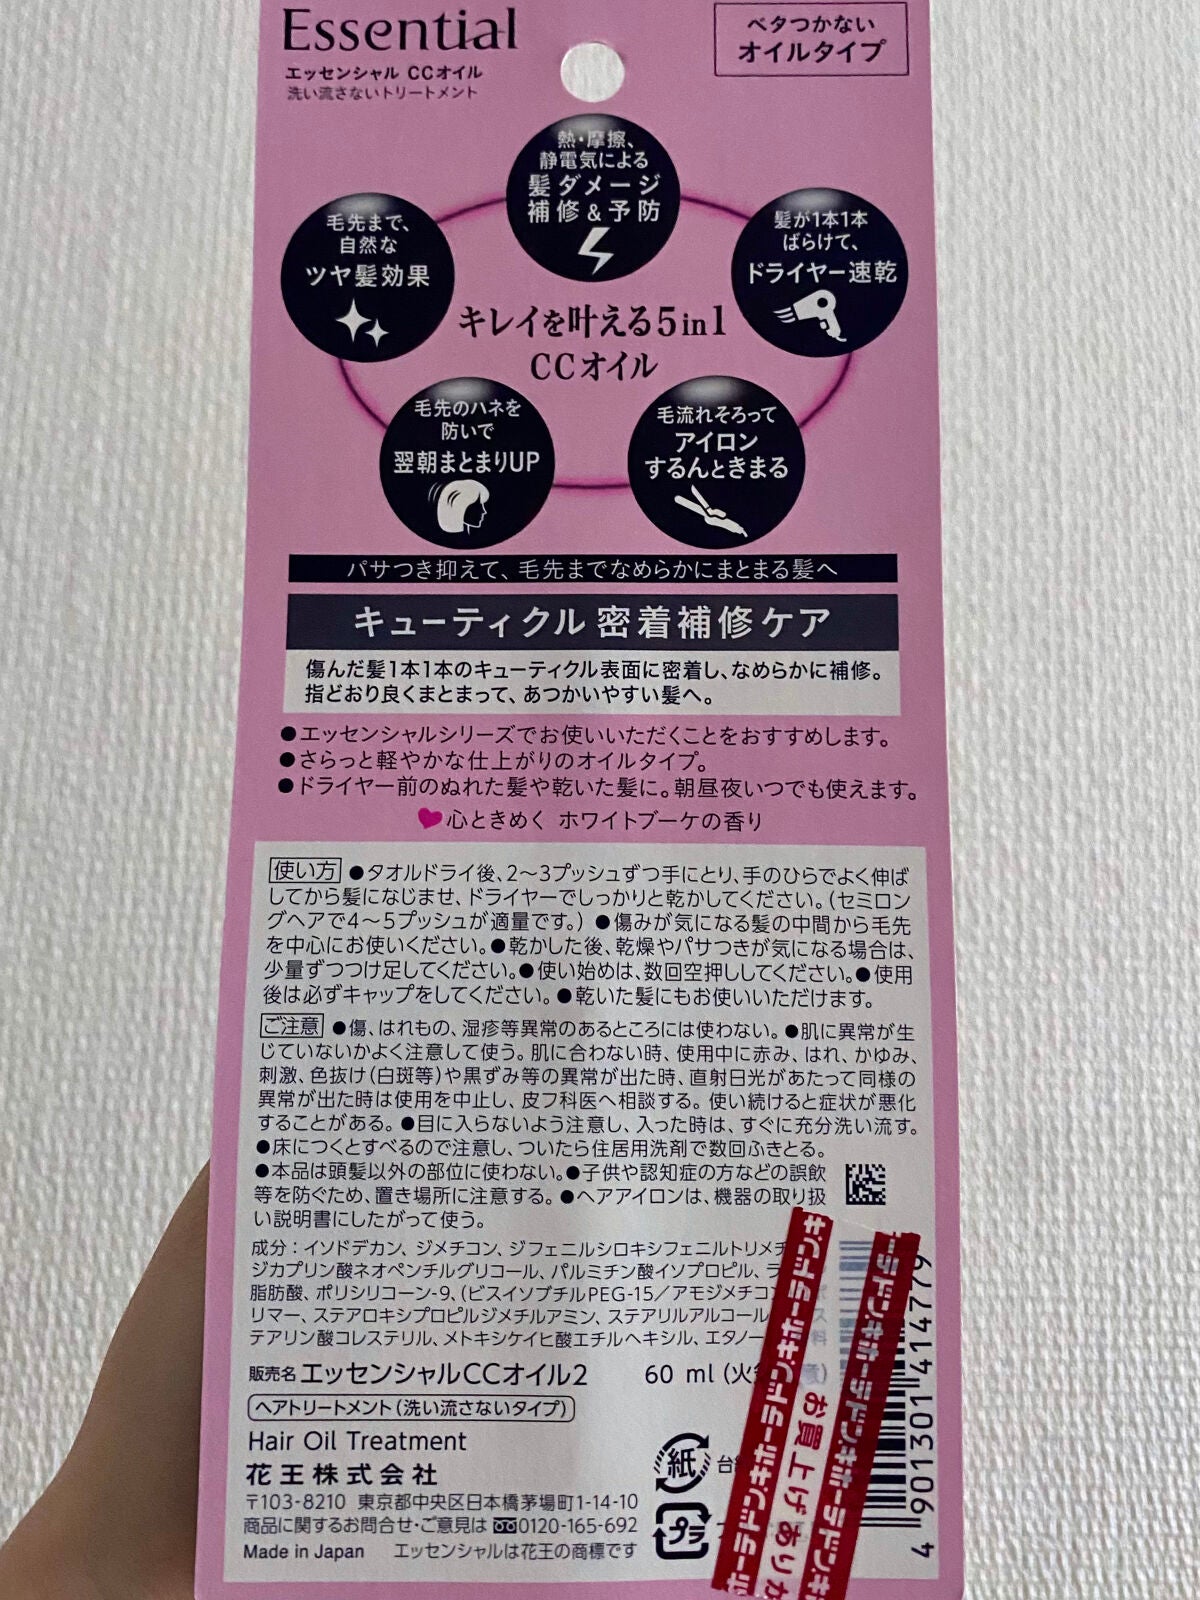 Essential
エッセンシャル CCオイル
洗い流さないトリートメント
ベタつかない
オイルタイプ
熱・摩擦、
静電気による
髪ダメージ
補修&予防
毛先まで、
自然な
ツヤ髪効果
髪が1本1本
ばらけて、
ドライヤー速乾
キレイを叶える5in1
CCオイル
毛先のハネを
防いで
翌朝まとまりUP
毛流れそろって
アイロン
するんときまる
パサつき抑えて、毛先までなめらかにまとまる髪へ
キューティクル 密着補修ケア
傷んだ髪1本1本のキューティクル表面に密着し、なめらかに補修。
指どおり良くまとまって、あつかいやすい髪へ。
●エッセンシャルシリーズでお使いいただくことをおすすめします。
●さらっと軽やかな仕上がりのオイルタイプ。
●ドライヤー前のぬれた髪や乾いた髪に。朝昼夜いつでも使えます。
心ときめく ホワイトブーケの香り
使い方 ●タオルドライ後、2〜3プッシュずつ手にとり、手のひらでよく伸ば
してから髪になじませ、ドライヤーでしっかりと乾かしてください。(セミロン
グヘアで4〜5プッシュが適量です。) ●傷みが気になる髪の中間から毛先
を中心にお使いください。●乾かした後、乾燥やパサつきが気になる場合は、
少量ずつつけ足してください。●使い始めは、数回空押ししてください。●使用
後は必ずキャップをしてください。●乾いた髪にもお使いいただけます。
ご注意 ●傷、はれもの、湿疹等異常のあるところには使わない。●肌に異常が生
じていないかよく注意して使う。肌に合わない時、使用中に赤み、はれ、かゆみ、
刺激、色抜け(白斑等)や黒ずみ等の異常が出た時、直射日光があたって同様の
異常が出た時は使用を中止し、皮フ科医へ相談する。使い続けると症状が悪化
することがある。●目に入らないよう注意し、入った時は、すぐに充分洗い流す。
●床につくとすべるので注意し、ついたら住居用洗剤で数回ふきとる。
●本品は頭髪以外の部位に使わない。●子供や認知症の方などの誤飲
等を防ぐため、置き場所に注意する。●ヘアアイロンは、機器の取り扱
い説明書にしたがって使う。
成分:イソドデカン、ジメチコン、ジフェニルシロキシフェニルトリメチ
ジカプリン酸ネオペンチルグリコール、パルミチン酸イソプロピル、ラ
脂肪酸、ポリシリコーン-9、(ビスイソブチルPEG-15/アモジメチコン
リマー、ステアロキシプロピルジメチルアミン、ステアリルアルコール ス
テアリン酸コレステリル、メトキシケイヒ酸エチルヘキシル、エタノー 料
販売名 エッセンシャルCCオイル2 60 ml (火 意)
ヘアトリートメント(洗い流さないタイプ)
Hair Oil Treatment
花王株式会社
〒103-8210 東京都中央区日本橋茅場町1-14-10
商品に関するお問合せ・ご意見は 0120-165-692
Made in Japan エッセンシャルは花王の商標です
紙 台
プラ
ドン・キホーテ
お買上げありが
ドン・キホーテ
4 901301 414779